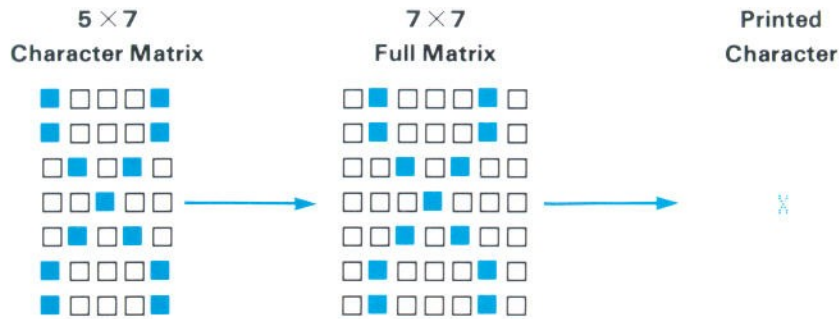 5 × 7
Character Matrix
7 × 7
Full Matrix
Printed
Character
X